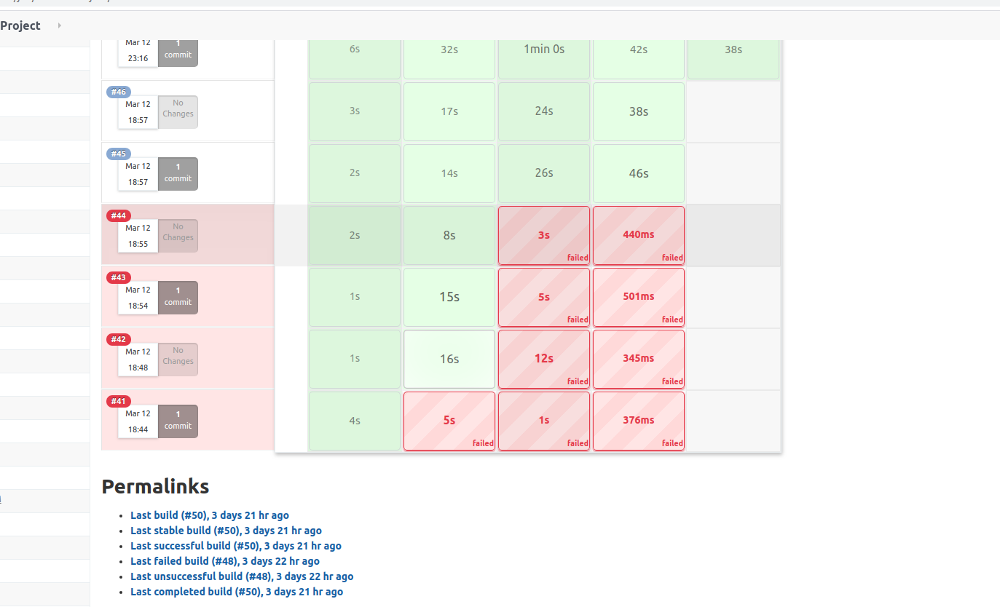 Project
Mar 12
23:16
1
commit
6s
32s
1min 0s
42s
38s
#46
Mar 12
18:57
No
Changes
3s
17s
24s
38s
#45
Mar 12
18:57
1
commit
2s
14s
26s
46s
#44
Mar 12
18:55
No
Changes
2s
8s
3s
failed
440ms
failed
#43
Mar 12
18:54
1
commit
1s
15s
5s
failed
501ms
failed
#42
Mar 12
18:48
No
Changes
1s
16s
12s
failed
345ms
failed
#41
Mar 12
18:44
1
commit
4s
5s
failed
1s
failed
376ms
failed
Permalinks
Last build (#50), 3 days 21 hr ago
Last stable build (#50), 3 days 21 hr ago
Last successful build (#50), 3 days 21 hr ago
Last failed build (#48), 3 days 22 hr ago
Last unsuccessful build (#48), 3 days 22 hr ago
Last completed build (#50), 3 days 21 hr ago